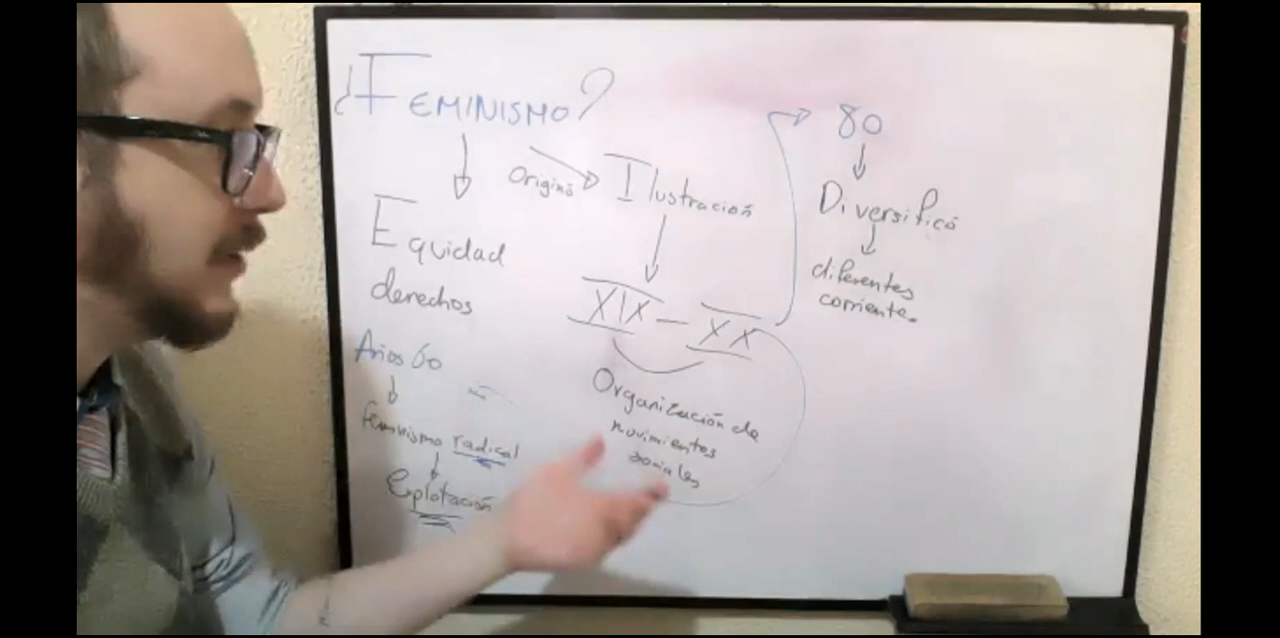 ¿FEMINISMO?
Originó
Ilustración
Equidad
derechos
XIX – XX
Organización de
movimientos
sociales
Años 60
feminismo radical
Explotación
80
Diversificó
diferentes
corrientes